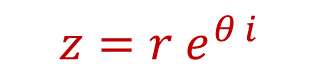 z = r e^{θ i}